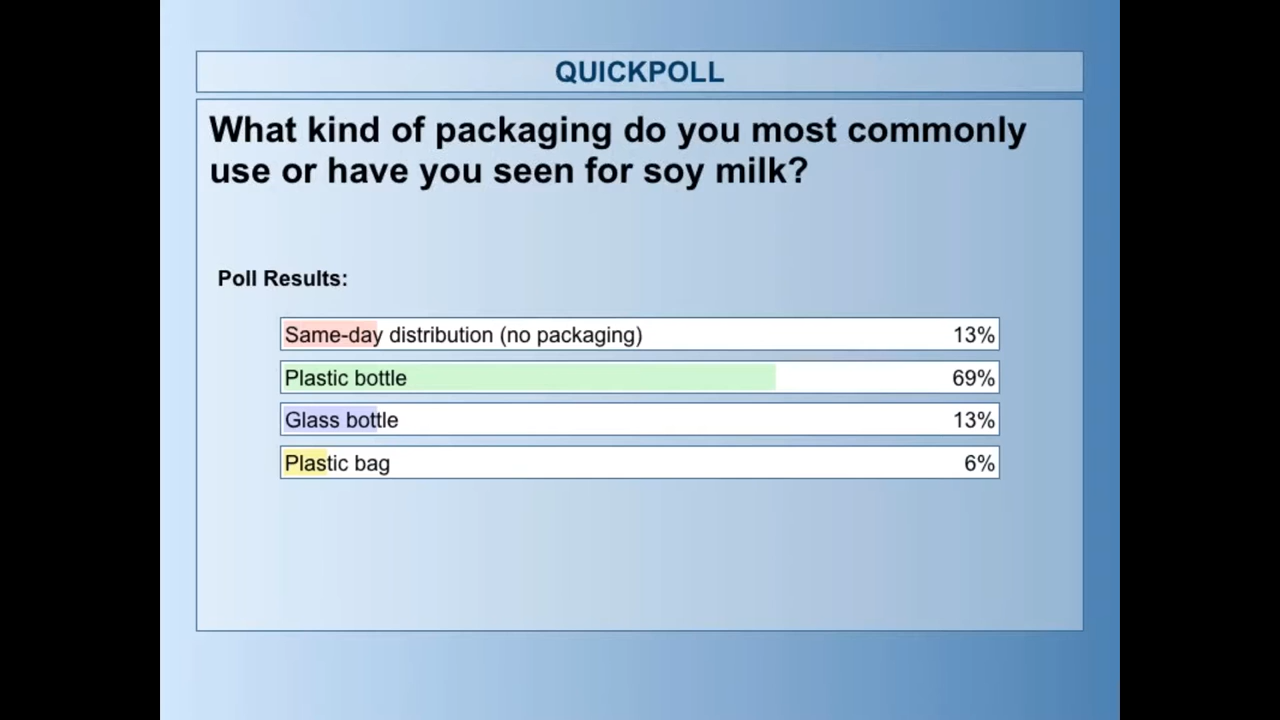 QUICKPOLL
What kind of packaging do you most commonly
use or have you seen for soy milk?
Poll Results:
Same-day distribution (no packaging) 13%
Plastic bottle 69%
Glass bottle 13%
Plastic bag 6%